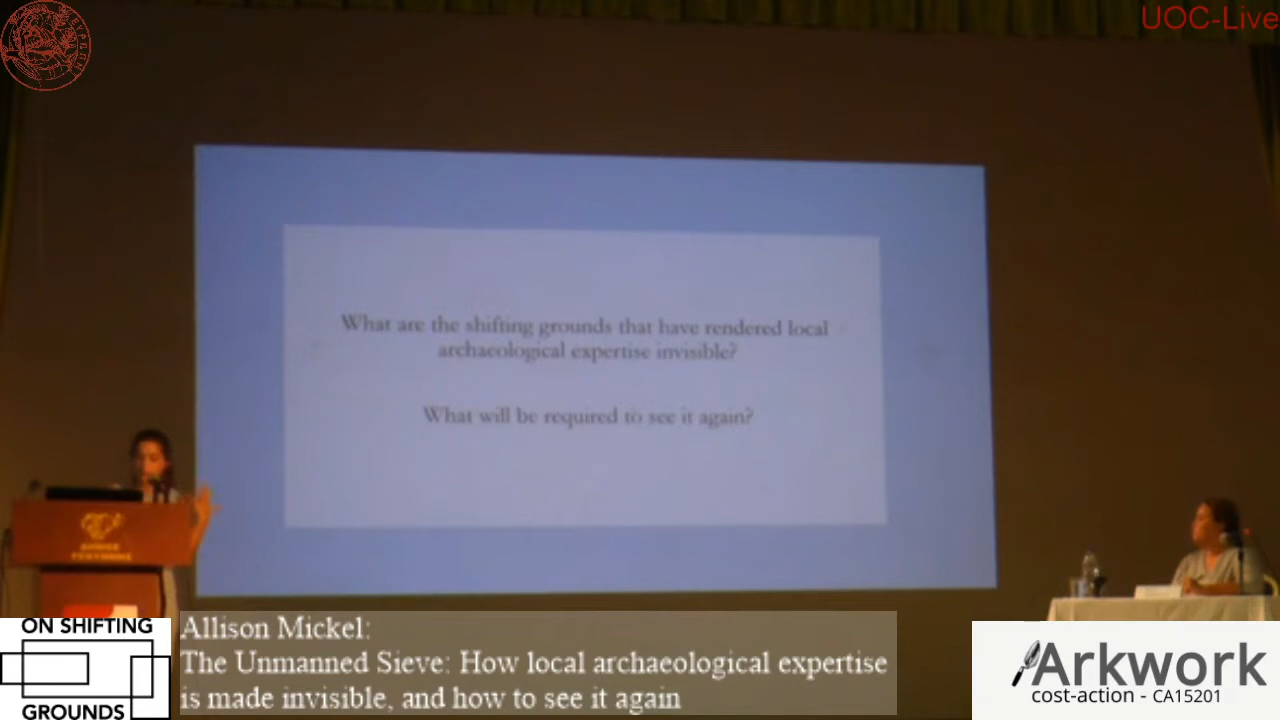 UOC-Live
What are the shifting grounds that have rendered local
archaeological expertise invisible?
What will be required to see it again?
ON SHIFTING
GROUNDS
Allison Mickel:
The Unmanned Sieve: How local archaeological expertise
is made invisible, and how to see it again
Arkwork
cost-action - CA15201